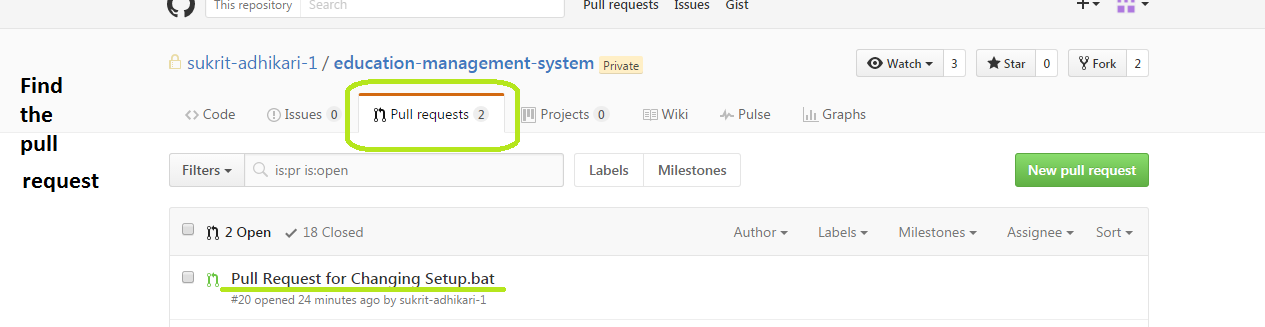 This repository Search Pull requests Issues Gist
sukrit-adhikari-1 / education-management-system Private
Watch 3 Star 0 Fork 2
Find
the
pull
request
Code Issues 0 Pull requests 2 Projects 0 Wiki Pulse Graphs
Filters is:pr is:open Labels Milestones New pull request
2 Open 18 Closed Author Labels Milestones Assignee Sort
Pull Request for Changing Setup.bat
#20 opened 24 minutes ago by sukrit-adhikari-1